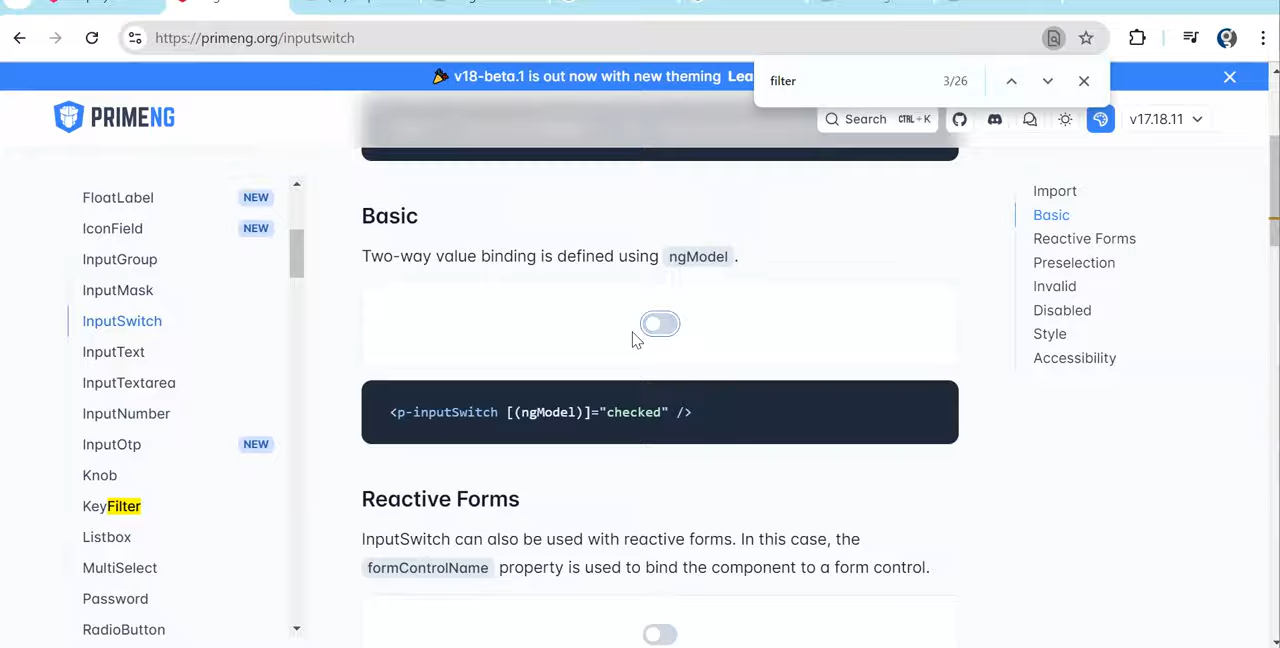 https://primeng.org/inputswitch
filter
3/26
v18-beta.1 is out now with new theming Lea
PRIMENG
Search CTRL+K
v17.18.11
FloatLabel NEW
IconField NEW
InputGroup
InputMask
InputSwitch
InputText
InputTextarea
InputNumber
InputOtp NEW
Knob
KeyFilter
Listbox
MultiSelect
Password
RadioButton
Basic
Two-way value binding is defined using ngModel .
<p-inputSwitch [(ngModel)]="checked" />
Reactive Forms
InputSwitch can also be used with reactive forms. In this case, the
formControlName property is used to bind the component to a form control.
Import
Basic
Reactive Forms
Preselection
Invalid
Disabled
Style
Accessibility